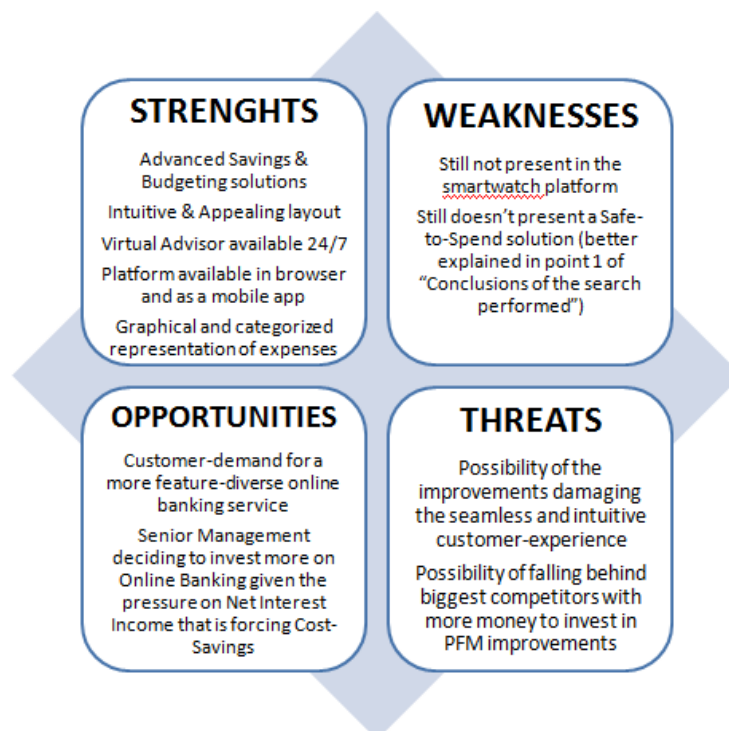 STRENGHTS
Advanced Savings &
Budgeting solutions
Intuitive & Appealing layout
Virtual Advisor available 24/7
Platform available in browser
and as a mobile app
Graphical and categorized
representation of expenses
WEAKNESSES
Still not present in the
smartwatch platform
Still doesn’t present a Safe-
to-Spend solution (better
explained in point 1 of
“Conclusions of the search
performed”)
OPPORTUNITIES
Customer-demand for a
more feature-diverse online
banking service
Senior Management
deciding to invest more on
Online Banking given the
pressure on Net Interest
Income that is forcing Cost-
Savings
THREATS
Possibility of the
improvements damaging
the seamless and intuitive
customer-experience
Possibility of falling behind
biggest competitors with
more money to invest in
PFM improvements